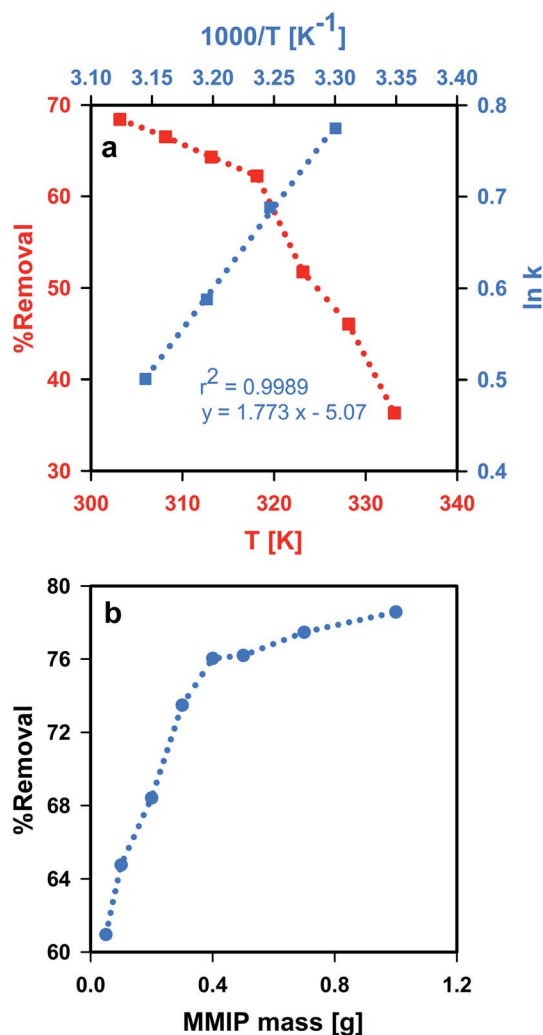 1000/T [K-1]
3.10 3.15 3.20 3.25 3.30 3.35 3.40
70 0.8
a
60 0.7
%Removal
50 0.6
ln k
r2 = 0.9989
40 0.5
y = 1.773 x - 5.07
30 0.4
300 310 320 330 340
T [K]
80
b
76
72
%Removal
68
64
60
0.0 0.4 0.8 1.2
MMIP mass [g]